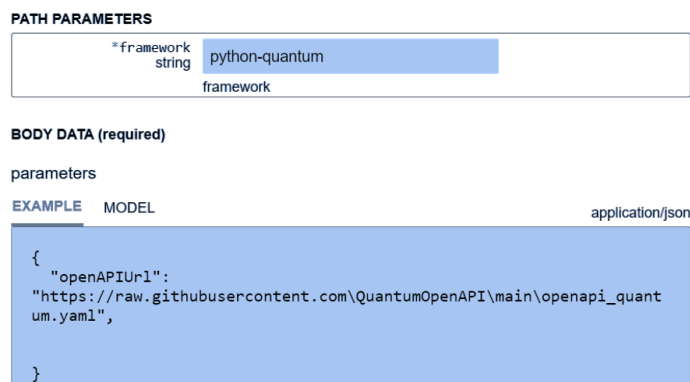 PATH PARAMETERS
*framework
string
python-quantum
framework
BODY DATA (required)
parameters
EXAMPLE MODEL
application/json
{
"openAPIUrl":
"https://raw.githubusercontent.com\QuantumOpenAPI\main\openapi_quant
um.yaml",
}